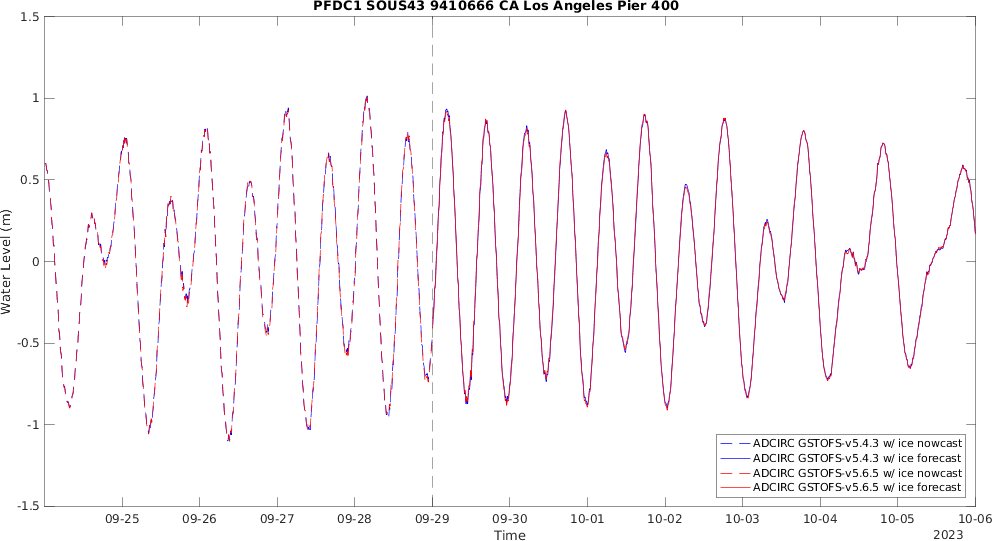 PFDC1 SOUS43 9410666 CA Los Angeles Pier 400
1.5
1
0.5
0
-0.5
-1
-1.5
Water Level (m)
09-25 09-26 09-27 09-28 09-29 09-30 10-01 10-02 10-03 10-04 10-05 10-06
Time
2023
ADCIRC GSTOFS-v5.4.3 w/ ice nowcast
ADCIRC GSTOFS-v5.4.3 w/ ice forecast
ADCIRC GSTOFS-v5.6.5 w/ ice nowcast
ADCIRC GSTOFS-v5.6.5 w/ ice forecast